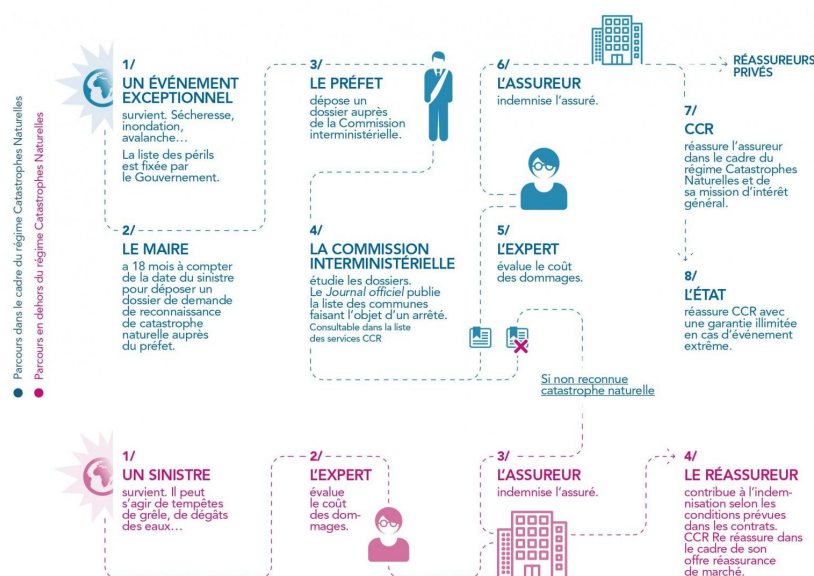 ● Parcours dans le cadre du régime Catastrophes Naturelles
● Parcours en dehors du régime Catastrophes Naturelles
1/
UN ÉVÉNEMENT
EXCEPTIONNEL
survient. Sécheresse,
inondation,
avalanche…
La liste des périls
est fixée par
le Gouvernement.
2/
LE MAIRE
a 18 mois à compter
de la date du sinistre
pour déposer un
dossier de demande
de reconnaissance
de catastrophe
naturelle auprès
du préfet.
3/
LE PRÉFET
dépose un
dossier auprès
de la Commission
interministérielle.
4/
LA COMMISSION
INTERMINISTÉRIELLE
étudie les dossiers.
Le Journal officiel publie
la liste des communes
faisant l'objet d'un arrêté.
Consultable dans la liste
des services CCR
5/
L'EXPERT
évalue le coût
des dommages.
6/
L'ASSUREUR
indemnise l'assuré.
RÉASSUREURS
PRIVÉS
7/
CCR
réassure l'assureur
dans le cadre du
régime Catastrophes
Naturelles et de
sa mission d'intérêt
général.
8/
L'ÉTAT
réassure CCR avec
une garantie illimitée
en cas d'événement
extrême.
Si non reconnue
catastrophe naturelle
1/
UN SINISTRE
survient. Il peut
s'agir de tempêtes
de grêle, de dégâts
des eaux…
2/
L'EXPERT
évalue
le coût
des dom-
mages.
3/
L'ASSUREUR
indemnise l'assuré.
4/
LE RÉASSUREUR
contribue à l'indem-
nisation selon les
conditions prévues
dans les contrats.
CCR Re réassure dans
le cadre de son
offre réassurance
de marché.